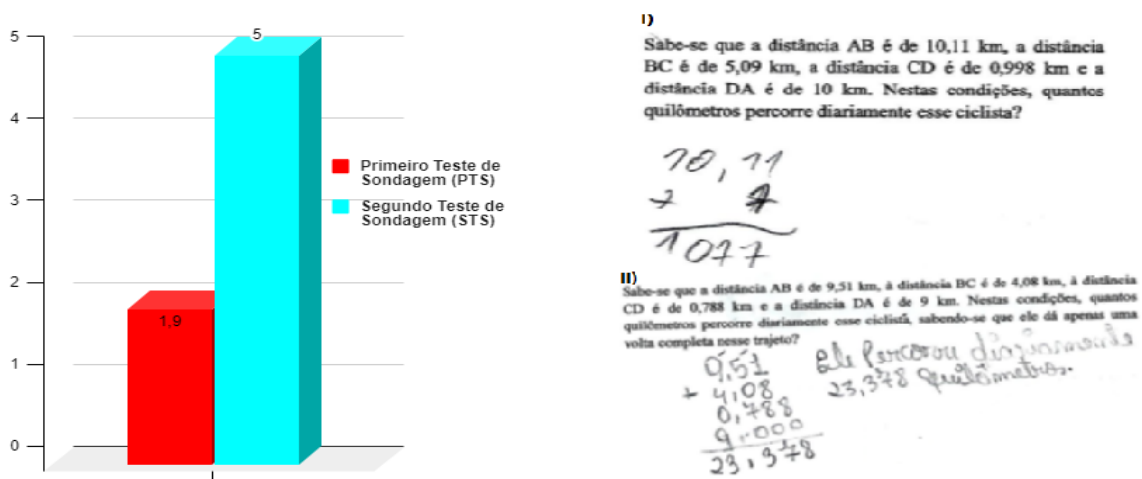 5
4
3
2
1
0
5
1,9
Primeiro Teste de
Sondagem (PTS)
Segundo Teste de
Sondagem (STS)
I)
Sabe-se que a distância AB é de 10,11 km, a distância
BC é de 5,09 km, a distância CD é de 0,998 km e a
distância DA é de 10 km. Nestas condições, quantos
quilômetros percorre diariamente esse ciclista?
10,11
1077
II)
Sabe-se que a distância AB é de 9,51 km, à distância BC é de 4,08 km, à distância
CD é de 0,788 km e a distância DA é de 9 km. Nestas condições, quantos
quilômetros percorre diariamente esse ciclista, sabendo-se que ele dá apenas uma
volta completa nesse trajeto?
9,51
+ 4,08
0,788
9,000
23,378
Ele diariamente
23,378 quilômetros.